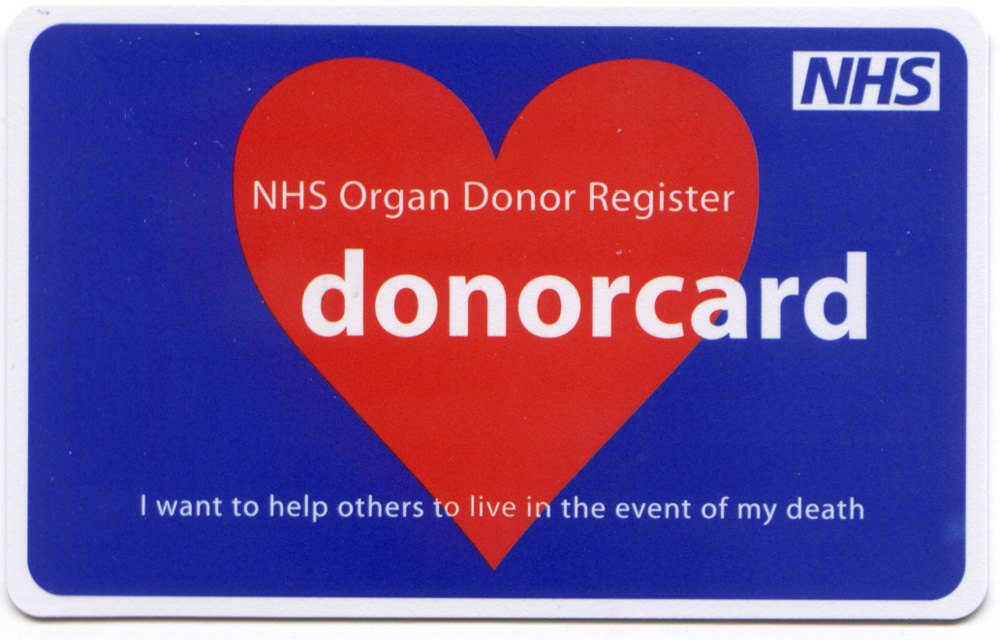 NHS
NHS Organ Donor Register
donorcard
I want to help others to live in the event of my death